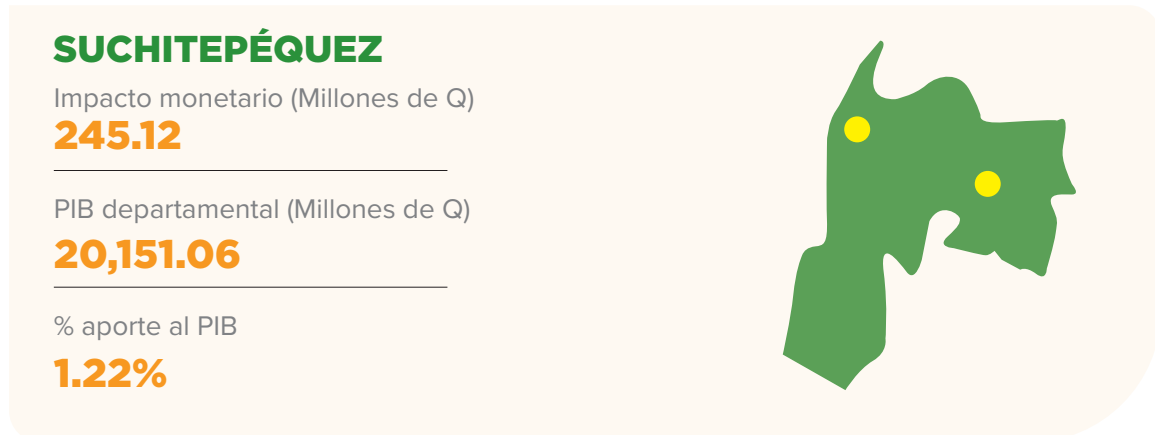 SUCHITEPÉQUEZ
Impacto monetario (Millones de Q)
245.12
PIB departamental (Millones de Q)
20,151.06
% aporte al PIB
1.22%